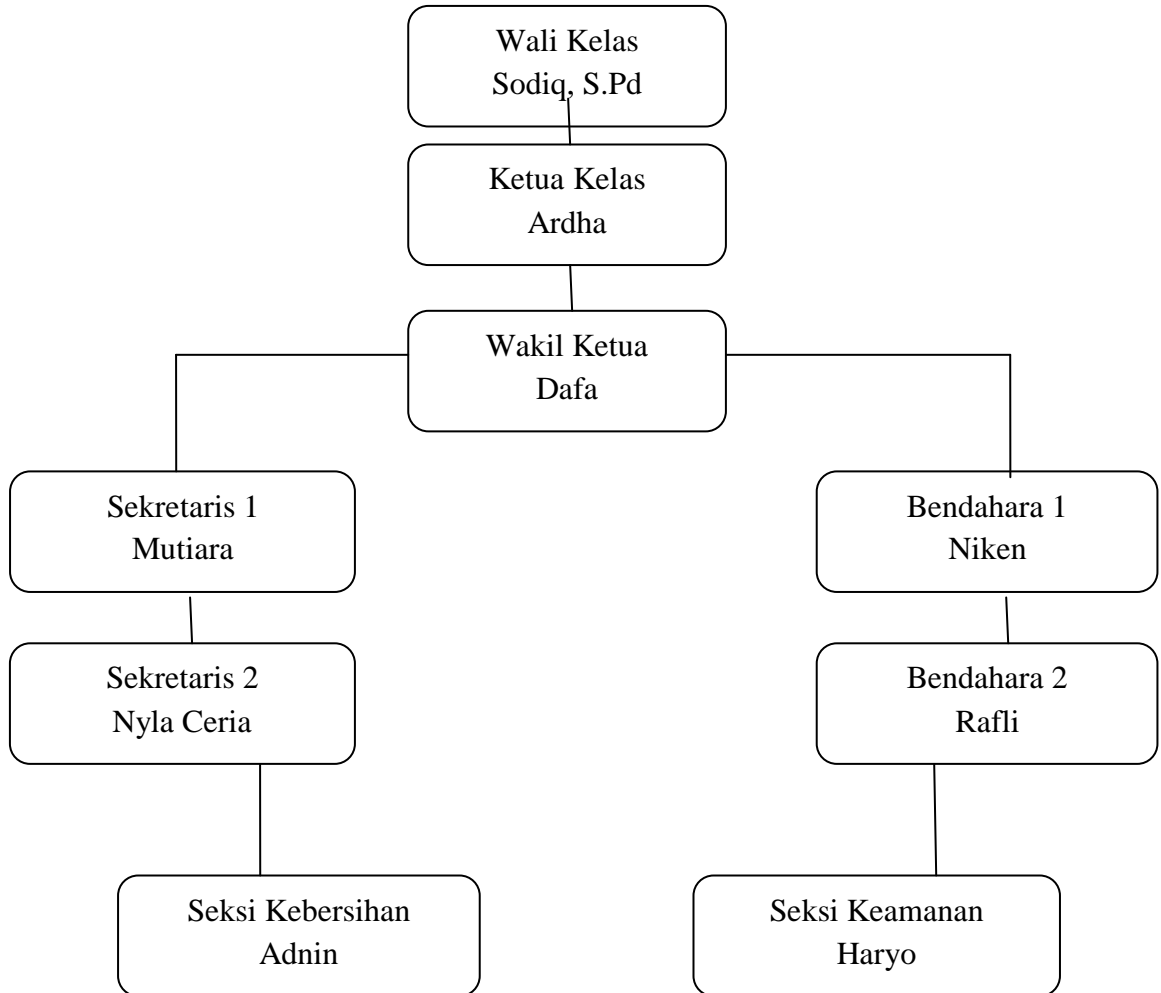 Wali Kelas
Sodiq, S.Pd
Ketua Kelas
Ardha
Wakil Ketua
Dafa
Sekretaris 1
Mutiara
Bendahara 1
Niken
Sekretaris 2
Nyla Ceria
Bendahara 2
Rafli
Seksi Kebersihan
Adnin
Seksi Keamanan
Haryo